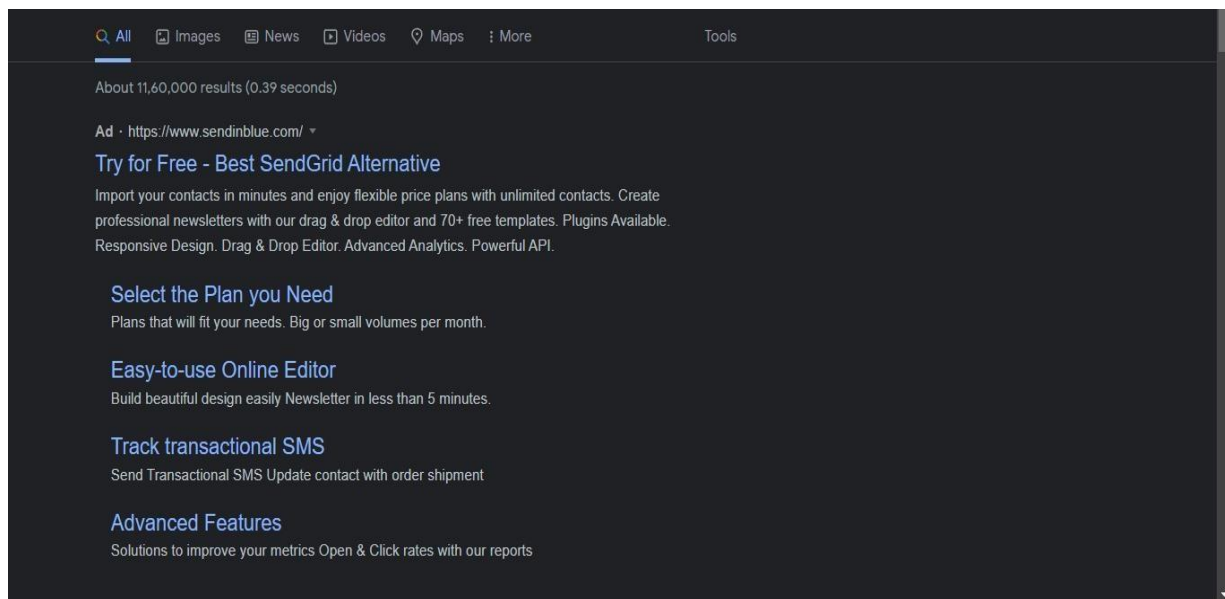 All Images News Videos Maps More Tools
About 11,60,000 results (0.39 seconds)
Ad · https://www.sendinblue.com/
Try for Free - Best SendGrid Alternative
Import your contacts in minutes and enjoy flexible price plans with unlimited contacts. Create
professional newsletters with our drag & drop editor and 70+ free templates. Plugins Available.
Responsive Design. Drag & Drop Editor. Advanced Analytics. Powerful API.
Select the Plan you Need
Plans that will fit your needs. Big or small volumes per month.
Easy-to-use Online Editor
Build beautiful design easily Newsletter in less than 5 minutes.
Track transactional SMS
Send Transactional SMS Update contact with order shipment
Advanced Features
Solutions to improve your metrics Open & Click rates with our reports